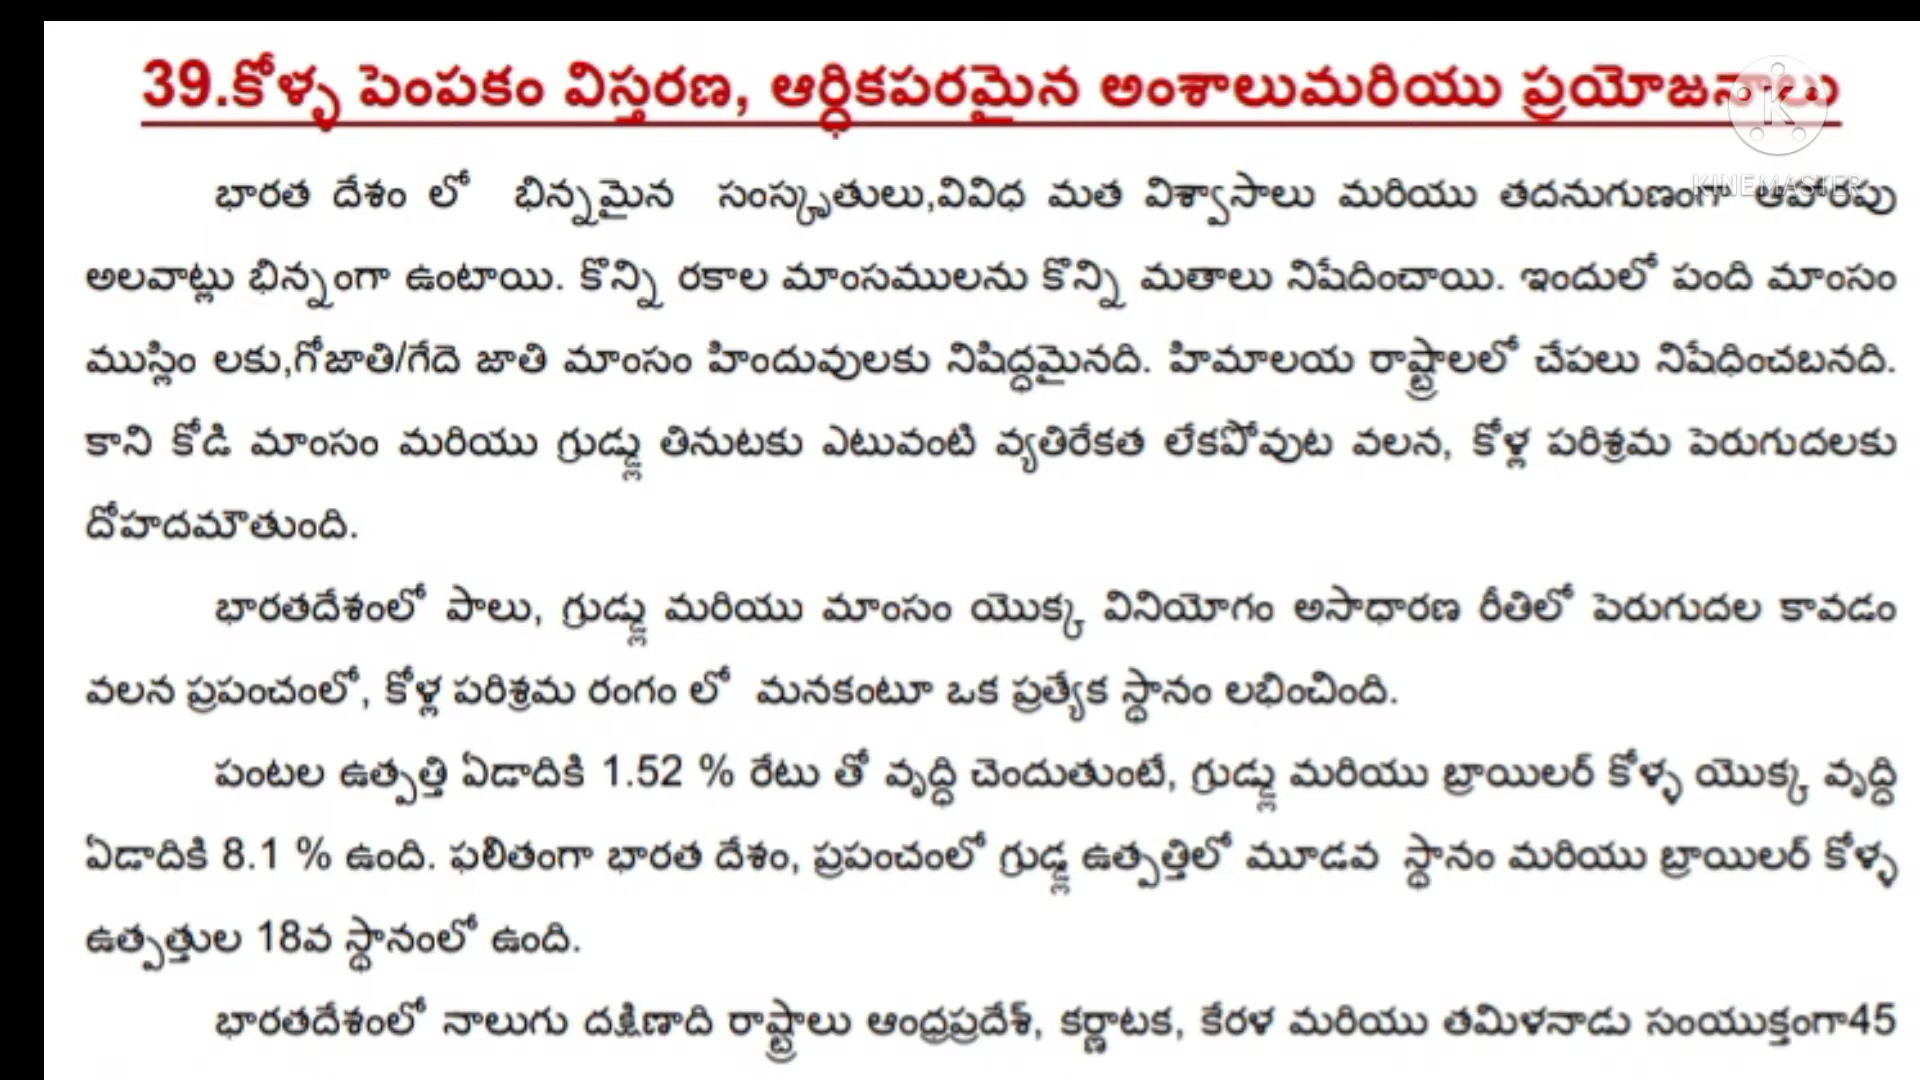 39.కోళ్ళ పెంపకం విస్తరణ, ఆర్ధికపరమైన అంశాలుమరియు ప్రయోజనాలు
KINEMASTER
భారత దేశం లో భిన్నమైన సంస్కృతులు,వివిధ మత విశ్వాసాలు మరియు తదనుగుణంగా ఆహారపు
అలవాట్లు భిన్నంగా ఉంటాయి. కొన్ని రకాల మాంసములను కొన్ని మతాలు నిషేదించాయి. ఇందులో పంది మాంసం
ముస్లిం లకు,గోజాతి/గేదె జాతి మాంసం హిందువులకు నిషిద్ధమైనది. హిమాలయ రాష్ట్రాలలో చేపలు నిషేధించబనది.
కాని కోడి మాంసం మరియు గ్రుడ్లు తినుటకు ఎటువంటి వ్యతిరేకత లేకపోవుట వలన, కోళ్ల పరిశ్రమ పెరుగుదలకు
దోహదమౌతుంది.
భారతదేశంలో పాలు, గ్రుడ్లు మరియు మాంసం యొక్క వినియోగం అసాధారణ రీతిలో పెరుగుదల కావడం
వలన ప్రపంచంలో, కోళ్ల పరిశ్రమ రంగం లో మనకంటూ ఒక ప్రత్యేక స్థానం లభించింది.
పంటల ఉత్పత్తి ఏడాదికి 1.52 % రేటు తో వృద్ధి చెందుతుంటే, గ్రుడ్లు మరియు బ్రాయిలర్ కోళ్ళ యొక్క వృద్ధి
ఏడాదికి 8.1 % ఉంది. ఫలితంగా భారత దేశం, ప్రపంచంలో గ్రుడ్ల ఉత్పత్తిలో మూడవ స్థానం మరియు బ్రాయిలర్ కోళ్ళ
ఉత్పత్తుల 18వ స్థానంలో ఉంది.
భారతదేశంలో నాలుగు దక్షిణాది రాష్ట్రాలు ఆంధ్రప్రదేశ్, కర్ణాటక, కేరళ మరియు తమిళనాడు సంయుక్తంగా45